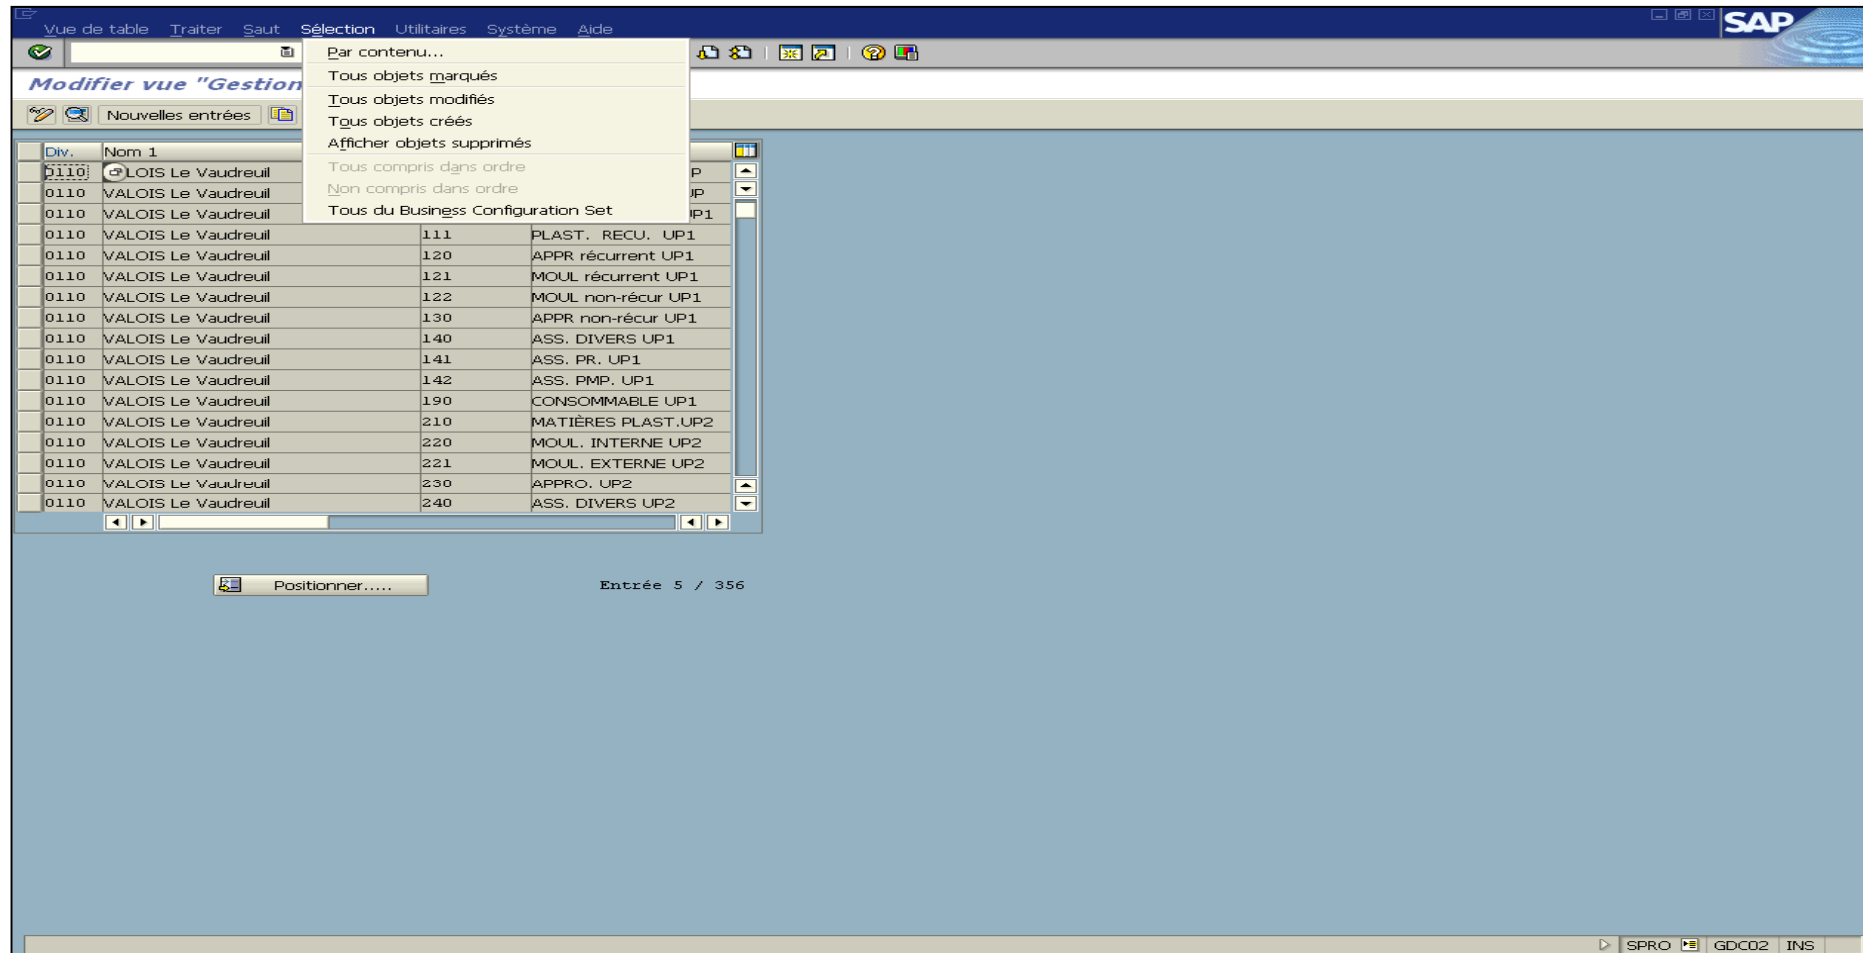 Vue de table Traiter Saut Sélection Utilitaires Système Aide
SAP
Modifier vue "Gestion
Nouvelles entrées
Par contenu...
Tous objets marqués
Tous objets modifiés
Tous objets créés
Afficher objets supprimés
Tous compris dans ordre
Non compris dans ordre
Tous du Business Configuration Set
Div. Nom 1
0110 LOIS Le Vaudreuil P
0110 VALOIS Le Vaudreuil UP
0110 VALOIS Le Vaudreuil UP1
0110 VALOIS Le Vaudreuil 111 PLAST. RECU. UP1
0110 VALOIS Le Vaudreuil 120 APPR récurrent UP1
0110 VALOIS Le Vaudreuil 121 MOUL récurrent UP1
0110 VALOIS Le Vaudreuil 122 MOUL non-récur UP1
0110 VALOIS Le Vaudreuil 130 APPR non-récur UP1
0110 VALOIS Le Vaudreuil 140 ASS. DIVERS UP1
0110 VALOIS Le Vaudreuil 141 ASS. PR. UP1
0110 VALOIS Le Vaudreuil 142 ASS. PMP. UP1
0110 VALOIS Le Vaudreuil 190 CONSOMMABLE UP1
0110 VALOIS Le Vaudreuil 210 MATIÈRES PLAST.UP2
0110 VALOIS Le Vaudreuil 220 MOUL. INTERNE UP2
0110 VALOIS Le Vaudreuil 221 MOUL. EXTERNE UP2
0110 VALOIS Le Vaudreuil 230 APPRO. UP2
0110 VALOIS Le Vaudreuil 240 ASS. DIVERS UP2
Positionner..... Entrée 5 / 356
SPRO GDC02 INS